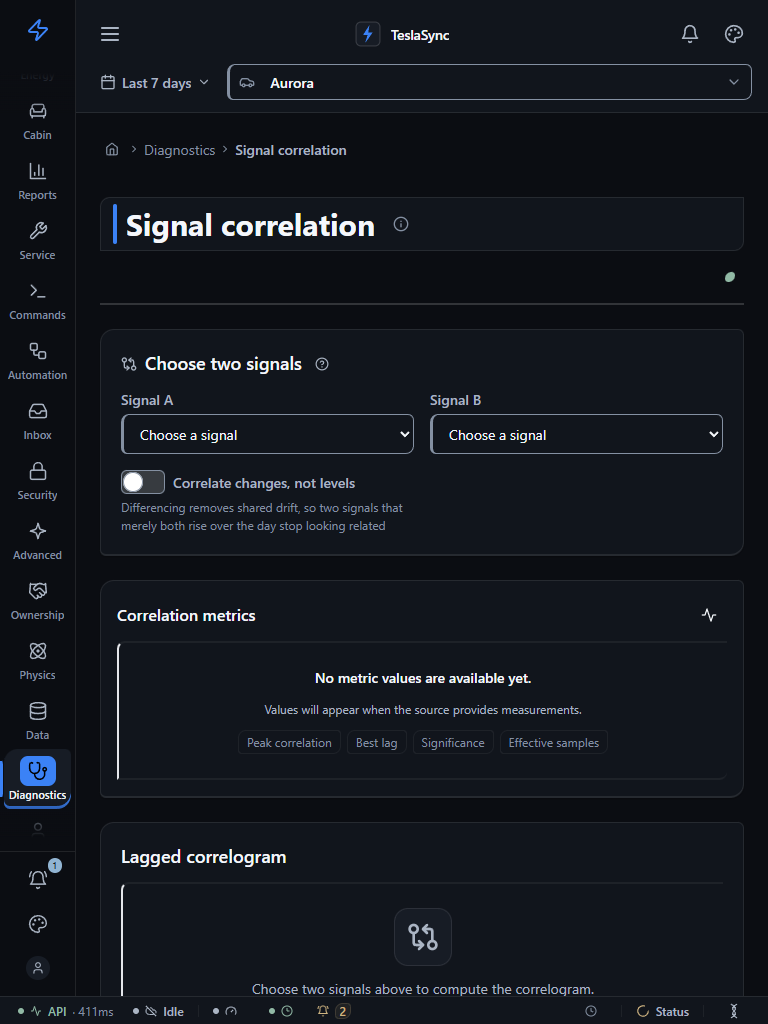 TeslaSync
Last 7 days
Aurora
Energy
Cabin
Reports
Service
Commands
Automation
Inbox
Security
Advanced
Ownership
Physics
Data
Diagnostics
1
Diagnostics
Signal correlation
Signal correlation
Choose two signals
Signal A
Signal B
Choose a signal
Choose a signal
Correlate changes, not levels
Differencing removes shared drift, so two signals that
merely both rise over the day stop looking related
Correlation metrics
No metric values are available yet.
Values will appear when the source provides measurements.
Peak correlation
Best lag
Significance
Effective samples
Lagged correlogram
Choose two signals above to compute the correlogram.
API · 411ms
Idle
2
Status